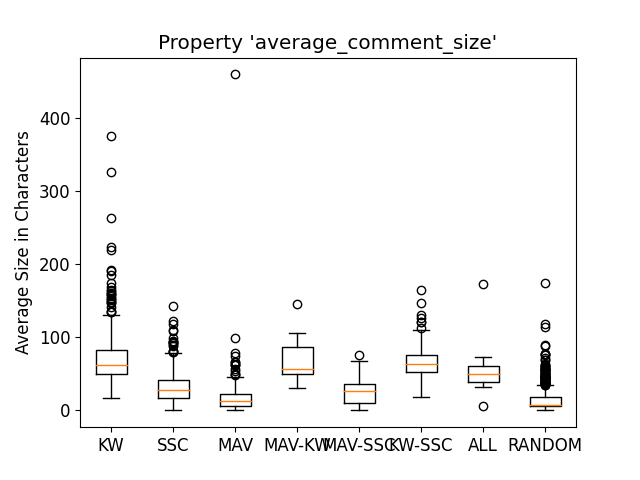 Property 'average_comment_size'
Average Size in Characters
400
300
200
100
0
KW SSC MAV MAV-KW MAV-SSC KW-SSC ALL RANDOM